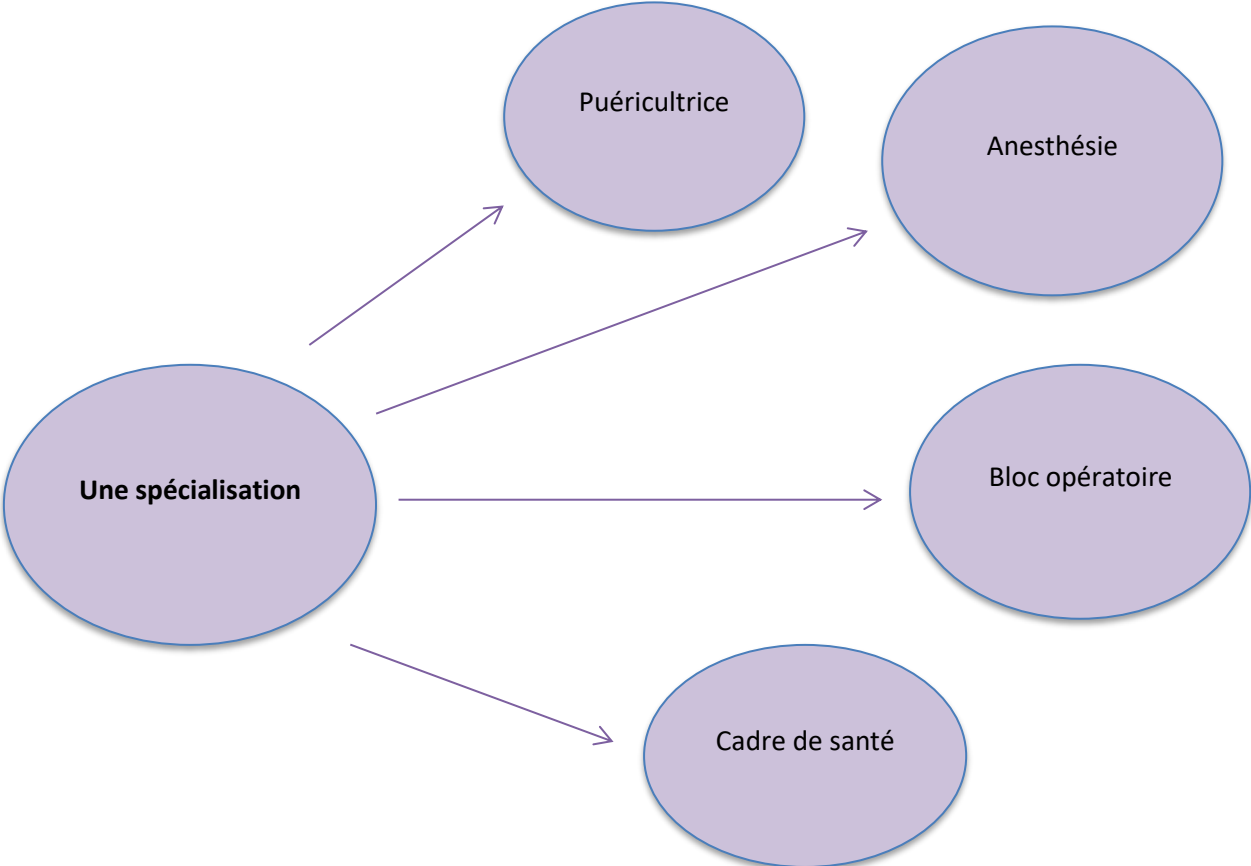 Puéricultrice
Anesthésie
Une spécialisation
Bloc opératoire
Cadre de santé